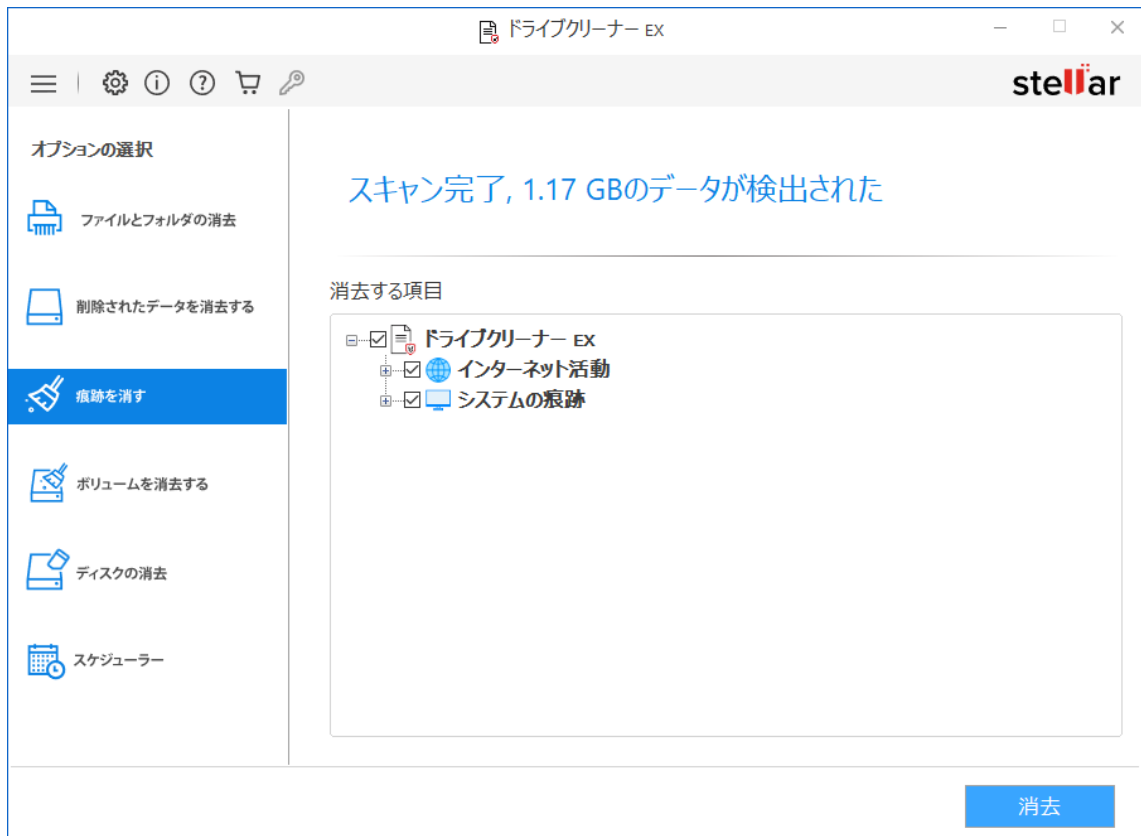 ドライブクリーナー EX
stellar
オプションの選択
ファイルとフォルダの消去
削除されたデータを消去する
痕跡を消す
ボリュームを消去する
ディスクの消去
スケジューラー
スキャン完了, 1.17 GBのデータが検出された
消去する項目
ドライブクリーナー EX
インターネット活動
システムの痕跡
消去